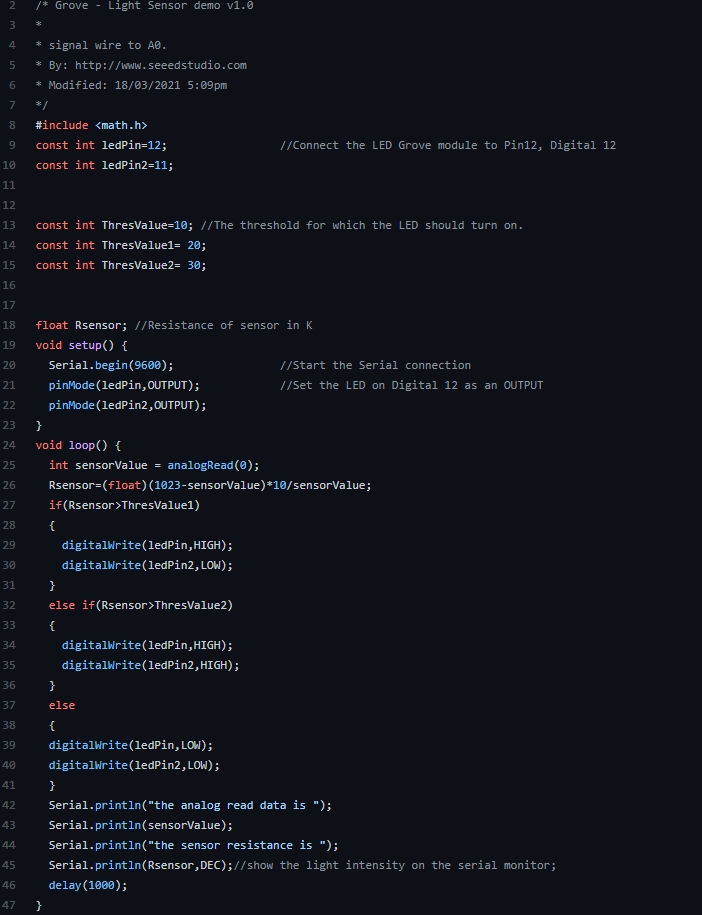 2 /* Grove - Light Sensor demo v1.0
3 *
4 * signal wire to A0.
5 * By: http://www.seeedstudio.com
6 * Modified: 18/03/2021 5:09pm
7 */
8 #include <math.h>
9 const int ledPin=12; //Connect the LED Grove module to Pin12, Digital 12
10 const int ledPin2=11;
11
12
13 const int ThresValue=10; //The threshold for which the LED should turn on.
14 const int ThresValue1= 20;
15 const int ThresValue2= 30;
16
17
18 float Rsensor; //Resistance of sensor in K
19 void setup() {
20 Serial.begin(9600); //Start the Serial connection
21 pinMode(ledPin,OUTPUT); //Set the LED on Digital 12 as an OUTPUT
22 pinMode(ledPin2,OUTPUT);
23 }
24 void loop() {
25 int sensorValue = analogRead(0);
26 Rsensor=(float)(1023-sensorValue)*10/sensorValue;
27 if(Rsensor>ThresValue1)
28 {
29 digitalWrite(ledPin,HIGH);
30 digitalWrite(ledPin2,LOW);
31 }
32 else if(Rsensor>ThresValue2)
33 {
34 digitalWrite(ledPin,HIGH);
35 digitalWrite(ledPin2,HIGH);
36 }
37 else
38 {
39 digitalWrite(ledPin,LOW);
40 digitalWrite(ledPin2,LOW);
41 }
42 Serial.println("the analog read data is ");
43 Serial.println(sensorValue);
44 Serial.println("the sensor resistance is ");
45 Serial.println(Rsensor,DEC);//show the light intensity on the serial monitor;
46 delay(1000);
47 }